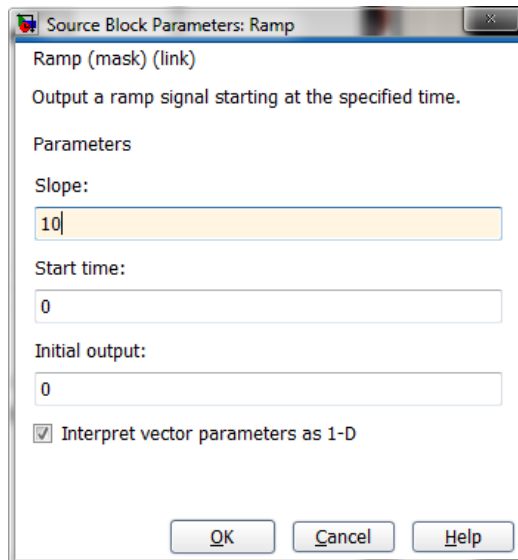 Source Block Parameters: Ramp
Ramp (mask) (link)
Output a ramp signal starting at the specified time.
Parameters
Slope:
10
Start time:
0
Initial output:
0
Interpret vector parameters as 1-D
OK Cancel Help